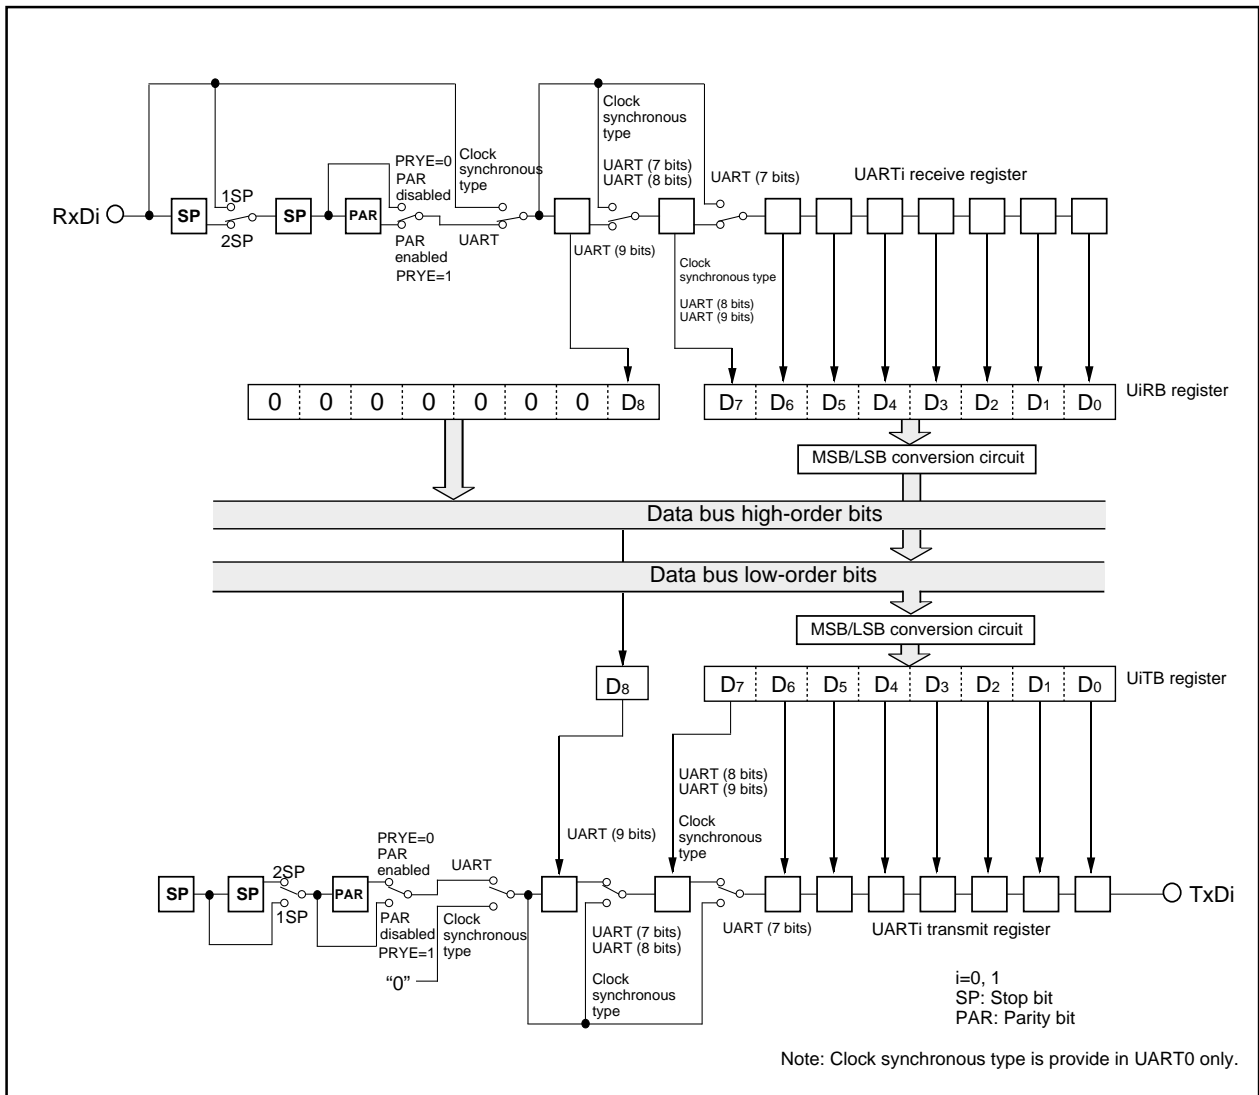 Clock
synchronous
type
PRYE=0
PAR
disabled
Clock
synchronous
type
UART (7 bits)
UART (8 bits)
UART (7 bits)
UARTi receive register
RxDi
SP
1SP
2SP
SP
PAR
PAR
enabled
PRYE=1
UART
UART (9 bits)
Clock
synchronous type
UART (8 bits)
UART (9 bits)
0 0 0 0 0 0 0 D8
D7 D6 D5 D4 D3 D2 D1 D0
UiRB register
MSB/LSB conversion circuit
Data bus high-order bits
Data bus low-order bits
MSB/LSB conversion circuit
D8
D7 D6 D5 D4 D3 D2 D1 D0
UiTB register
UART (8 bits)
UART (9 bits)
Clock
synchronous
type
UART (9 bits)
PRYE=0
PAR
enabled
UART
SP
SP
2SP
1SP
PAR
PAR
disabled
PRYE=1
Clock
synchronous
type
“0”
UART (7 bits)
UART (8 bits)
Clock
synchronous
type
UART (7 bits)
UARTi transmit register
TxDi
i=0, 1
SP: Stop bit
PAR: Parity bit
Note: Clock synchronous type is provide in UART0 only.